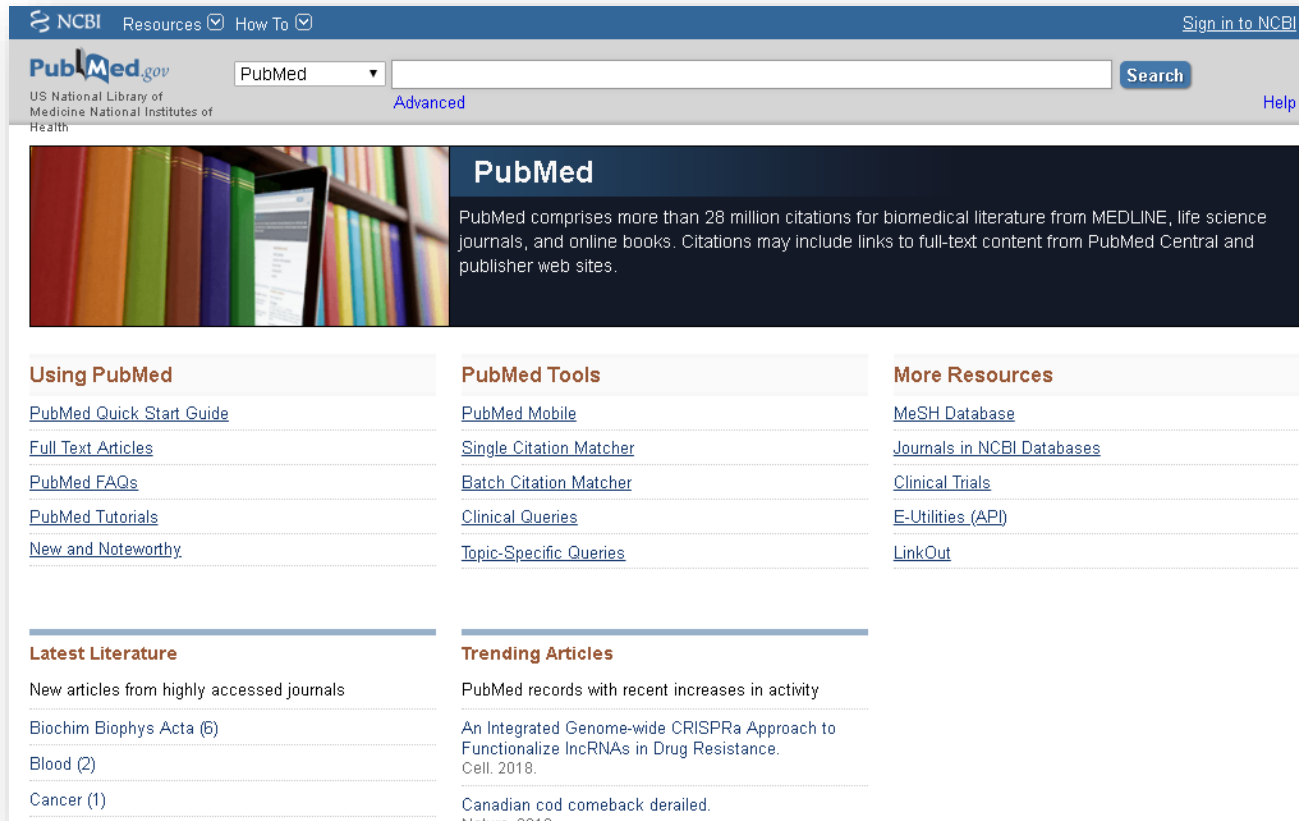 NCBI Resources How To Sign in to NCBI
PubMed.gov
US National Library of
Medicine National Institutes of
Health
PubMed
Search
Advanced
Help
PubMed
PubMed comprises more than 28 million citations for biomedical literature from MEDLINE, life science
journals, and online books. Citations may include links to full-text content from PubMed Central and
publisher web sites.
Using PubMed
PubMed Quick Start Guide
Full Text Articles
PubMed FAQs
PubMed Tutorials
New and Noteworthy
PubMed Tools
PubMed Mobile
Single Citation Matcher
Batch Citation Matcher
Clinical Queries
Topic-Specific Queries
More Resources
MeSH Database
Journals in NCBI Databases
Clinical Trials
E-Utilities (API)
LinkOut
Latest Literature
New articles from highly accessed journals
Biochim Biophys Acta (6)
Blood (2)
Cancer (1)
Trending Articles
PubMed records with recent increases in activity
An Integrated Genome-wide CRISPRa Approach to
Functionalize lncRNAs in Drug Resistance.
Cell. 2018.
Canadian cod comeback derailed.